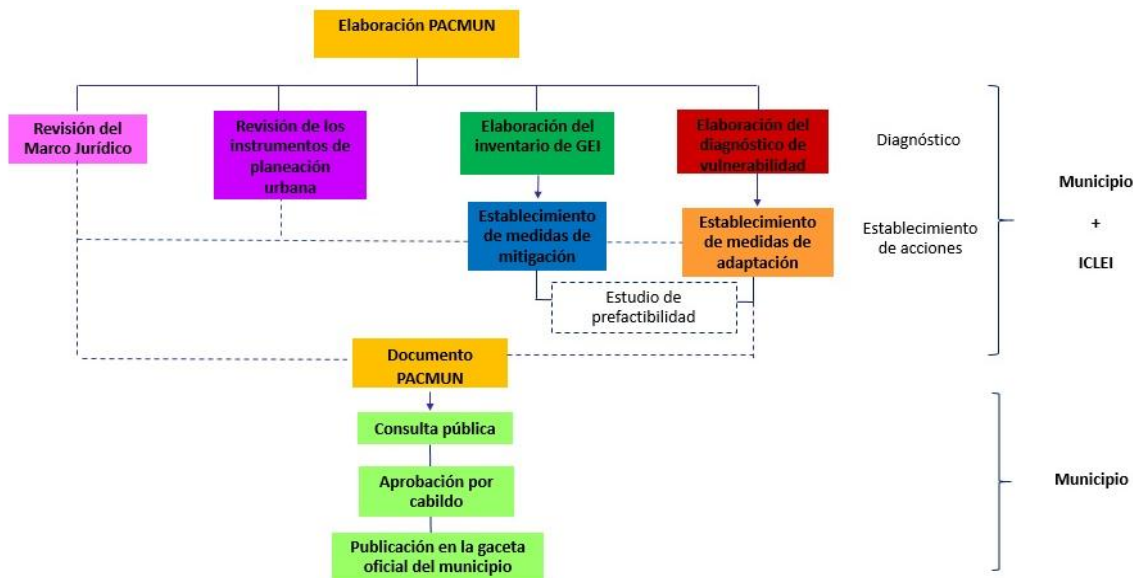 Elaboración PACMUN
Revisión del
Marco Jurídico
Revisión de los
instrumentos de
planeación
urbana
Elaboración del
inventario de GEI
Elaboración del
diagnóstico de
vulnerabilidad
Diagnóstico
Establecimiento
de medidas de
mitigación
Establecimiento
de medidas de
adaptación
Establecimiento
de acciones
Municipio
+
ICLEI
Estudio de
prefactibilidad
Documento
PACMUN
Consulta pública
Aprobación por
cabildo
Publicación en la gaceta
oficial del municipio
Municipio